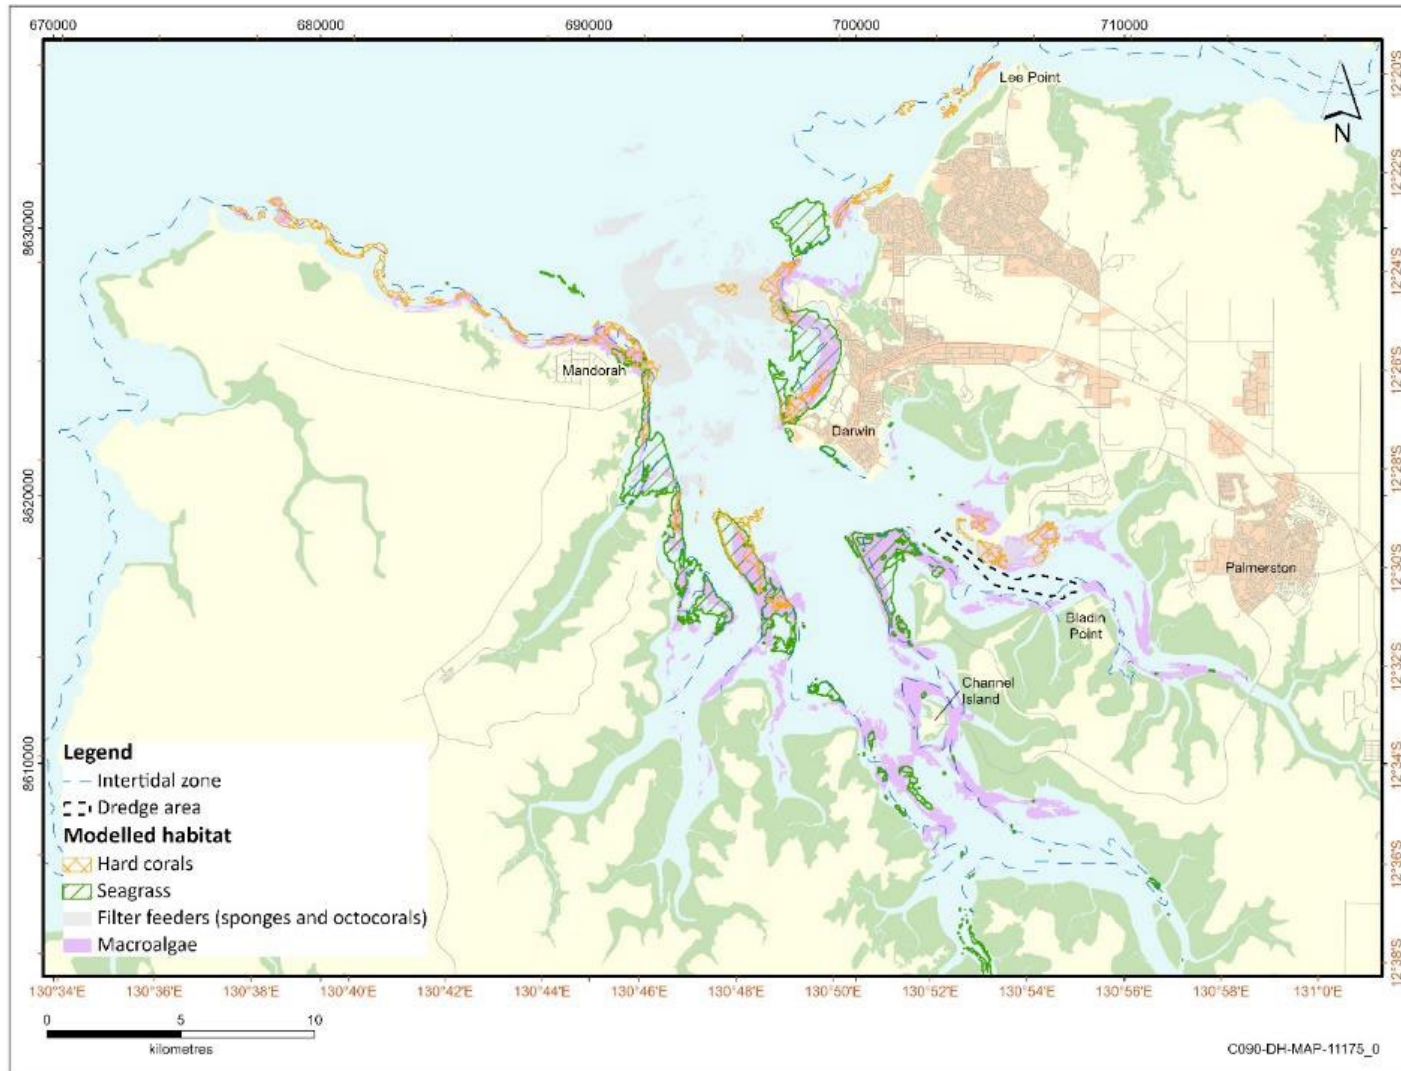 670000 680000 690000 700000 710000
Lee Point
N
12°20'S
12°22'S
8630000
12°24'S
Mandorah
12°26'S
Darwin
12°28'S
8620000
12°30'S
Palmerston
Bladin
Point
12°32'S
Channel
Island
12°34'S
8610000
Legend
Intertidal zone
Dredge area
Modelled habitat
Hard corals
12°36'S
Seagrass
Filter feeders (sponges and octocorals)
Macroalgae
12°38'S
130°34'E 130°36'E 130°38'E 130°40'E 130°42'E 130°44'E 130°46'E 130°48'E 130°50'E 130°52'E 130°54'E 130°56'E 130°58'E 131°0'E
0 5 10
kilometres
C090-DH-MAP-11175_0